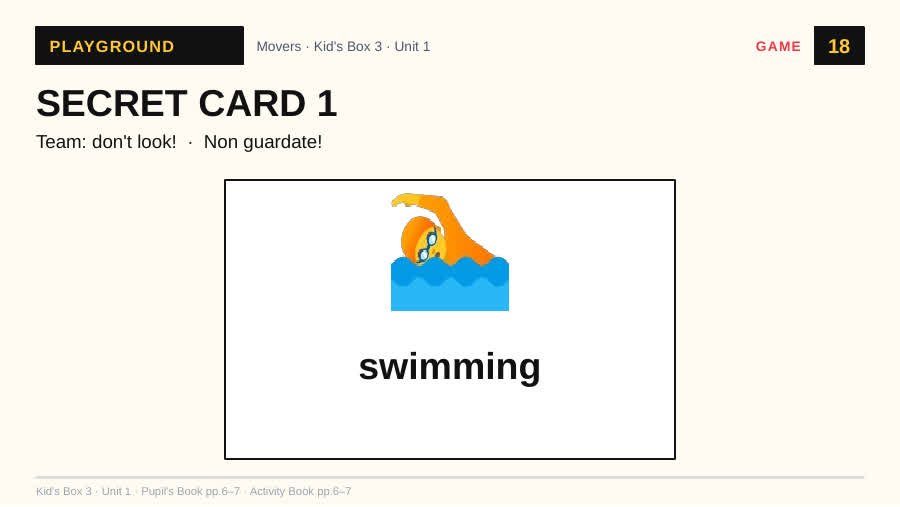 PLAYGROUND
Movers · Kid's Box 3 · Unit 1
GAME
18
SECRET CARD 1
Team: don't look! · Non guardate!
swimming
Kid's Box 3 · Unit 1 · Pupil's Book pp.6–7 · Activity Book pp.6–7